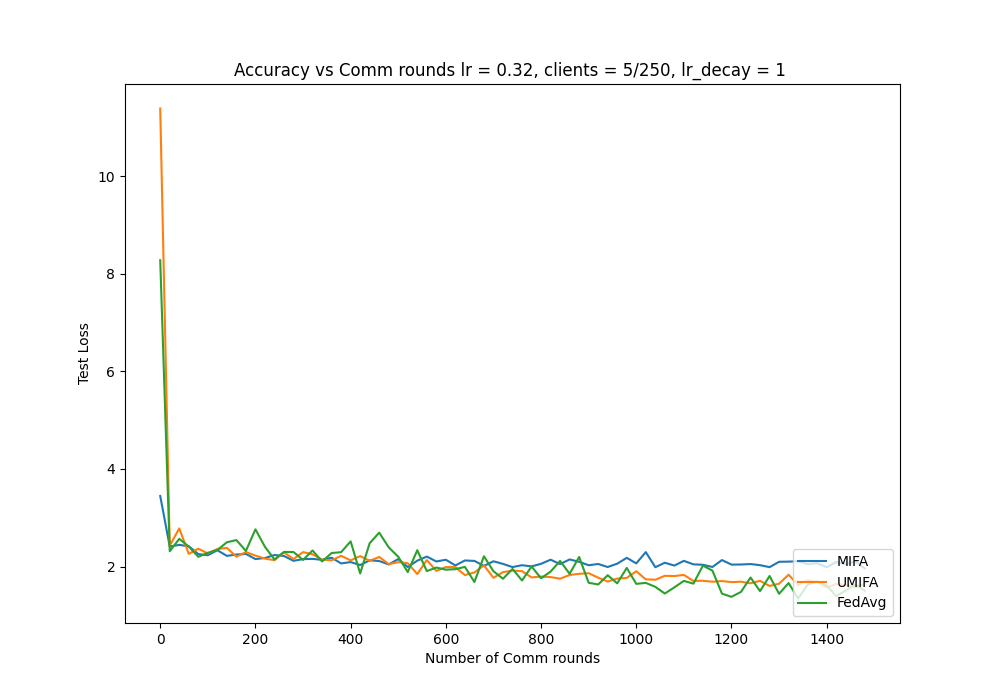 Accuracy vs Comm rounds lr = 0.32, clients = 5/250, lr_decay = 1
10
8
6
4
2
Test Loss
0 200 400 600 800 1000 1200 1400
Number of Comm rounds
MIFA
UMIFA
FedAvg